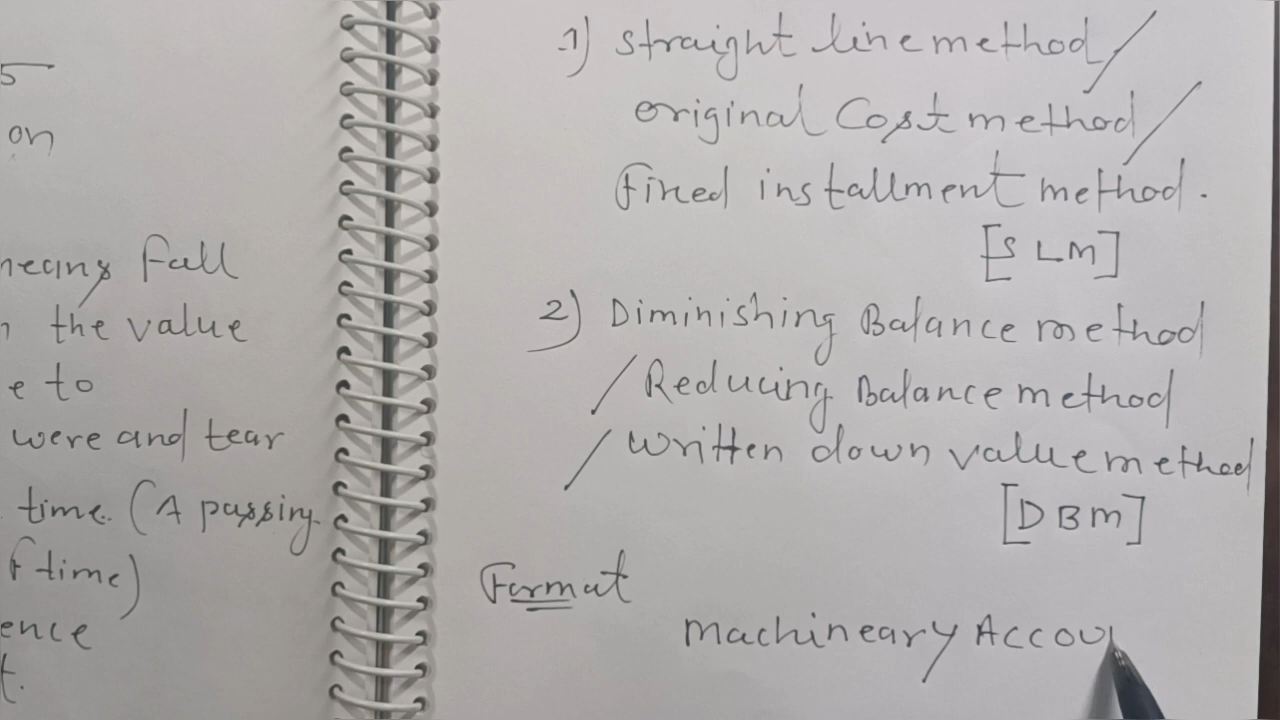 5
on
means fall
n the value
e to
were and tear
time. (A passing
f time)
ence
t.
1) Straight line method/
original Cost method/
Fixed installment method.
[SLM]
2) Diminishing Balance method
/ Reducing Balance method
/ written down value method
[DBM]
Format
Machineary Accou